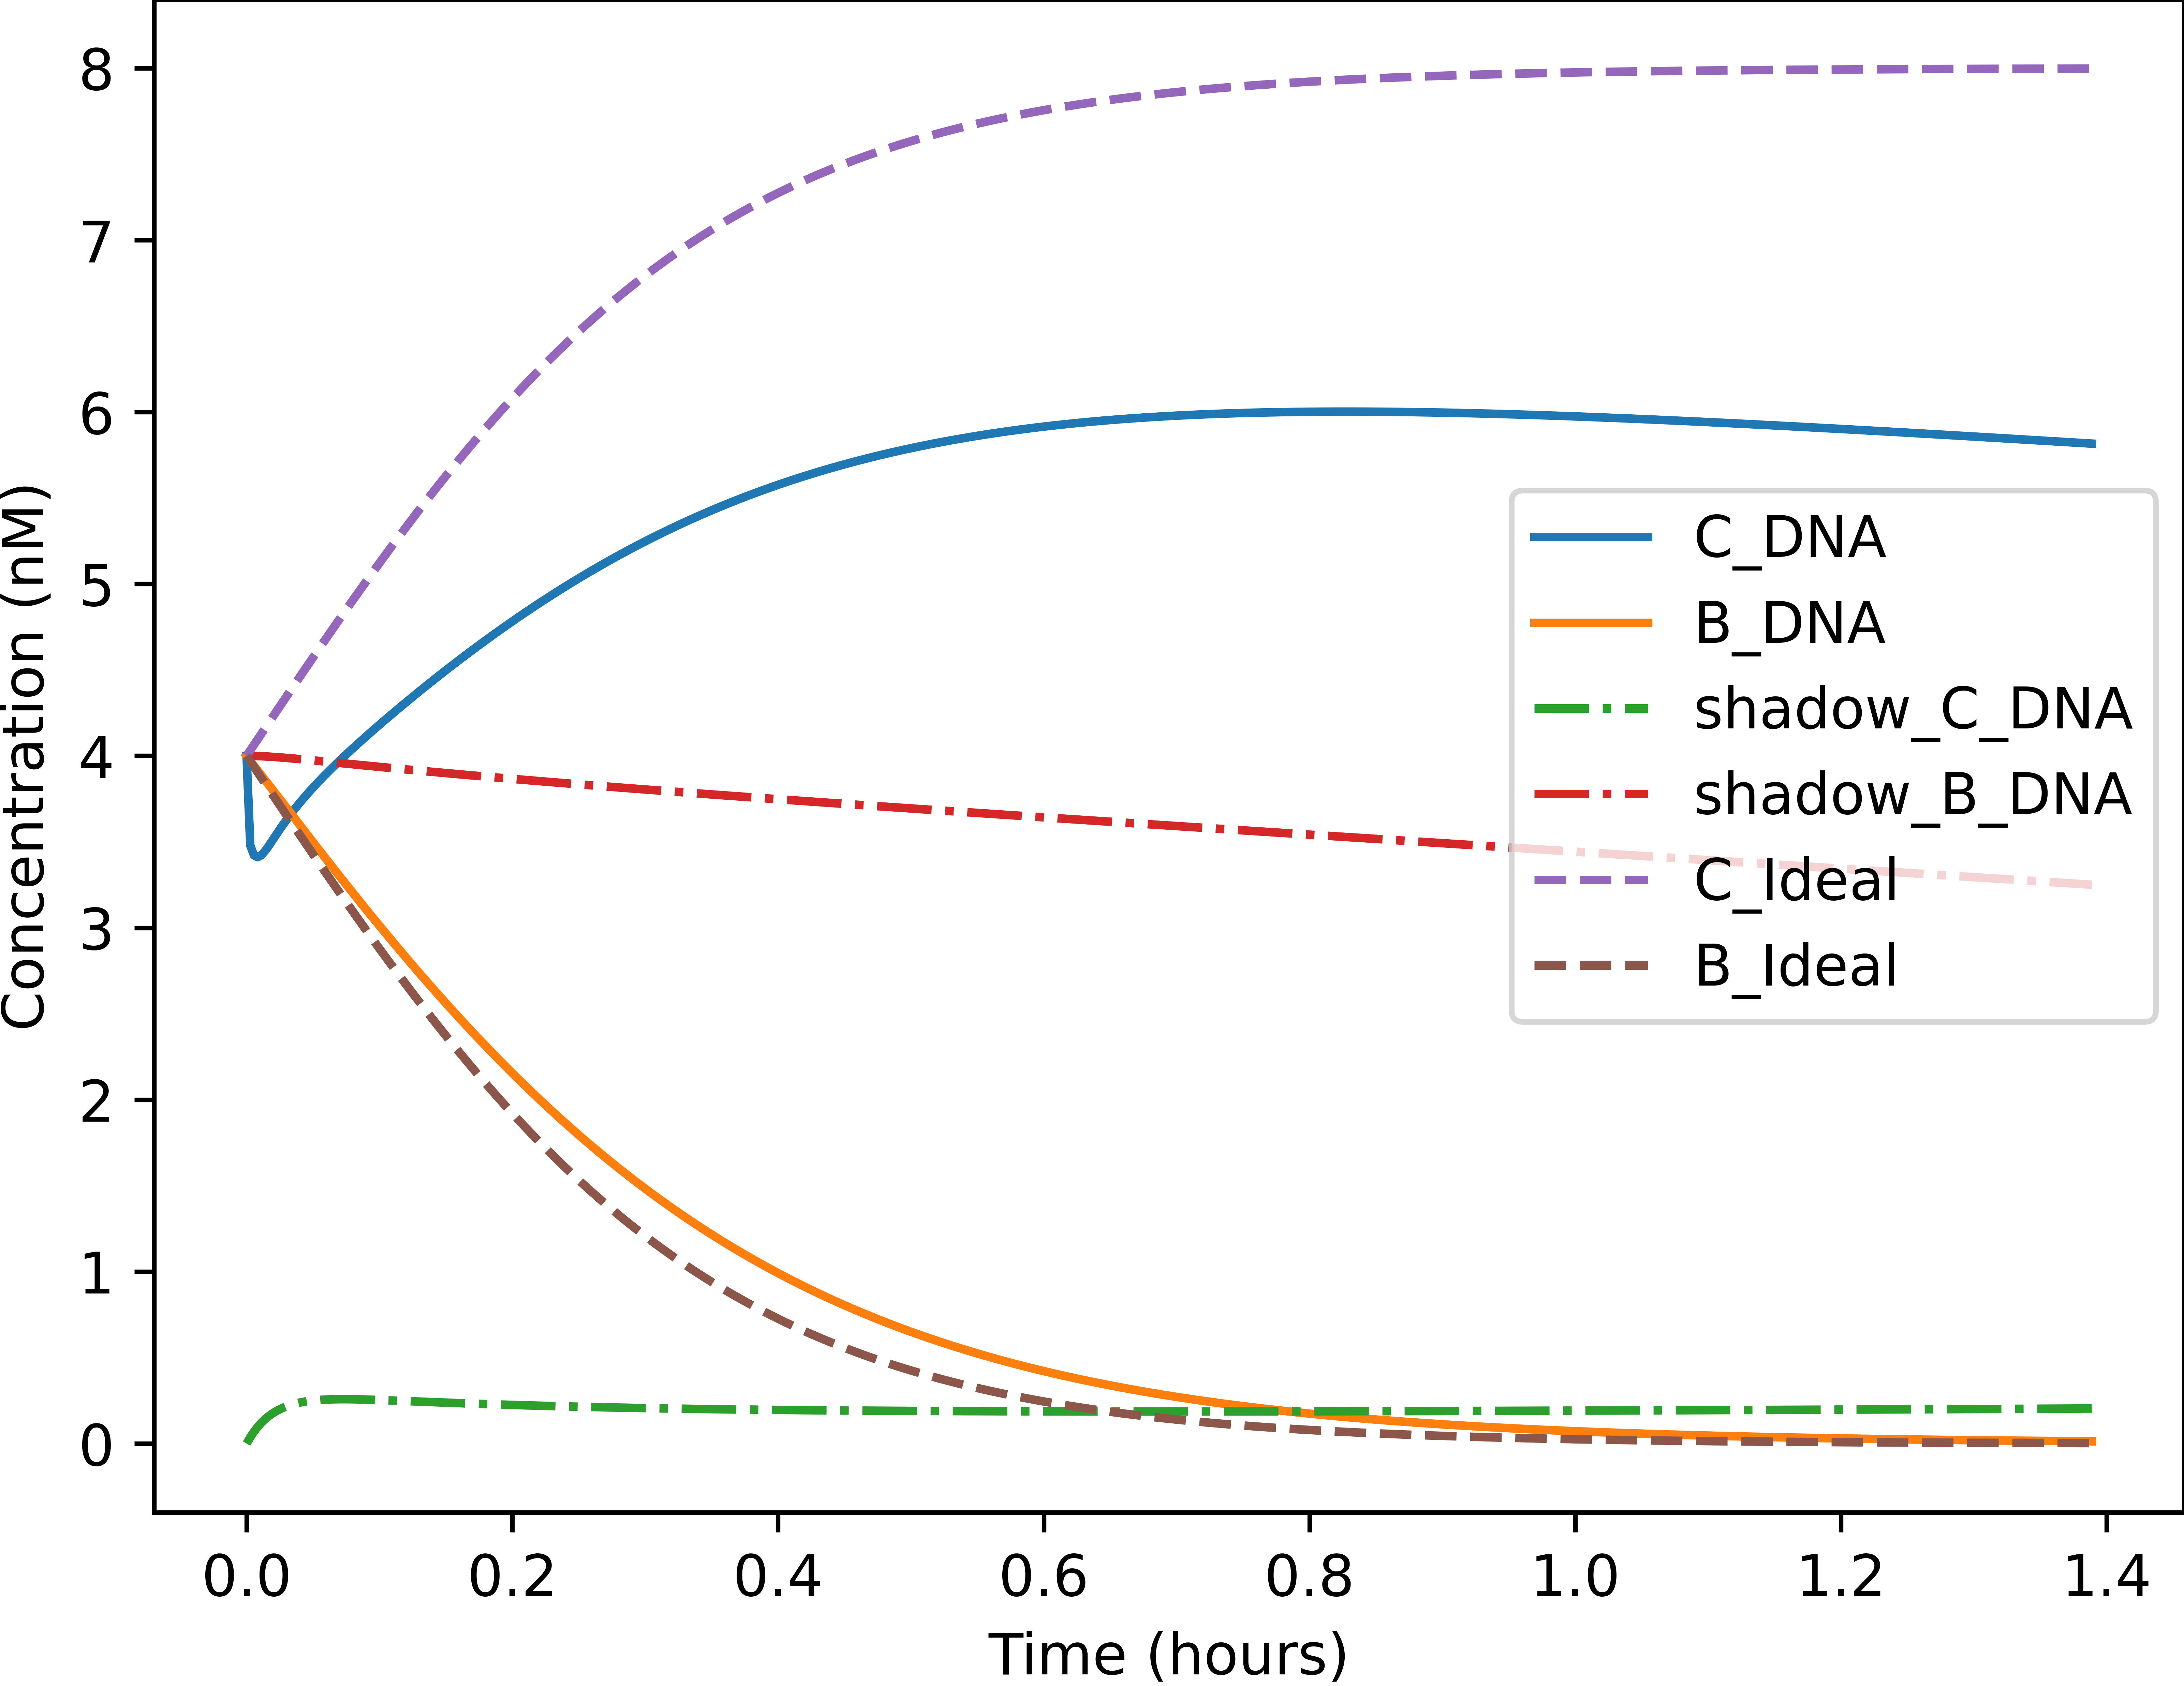 8
7
6
5
4
3
2
1
0
Concentration (nM)
C_DNA
B_DNA
shadow_C_DNA
shadow_B_DNA
C_Ideal
B_Ideal
0.0 0.2 0.4 0.6 0.8 1.0 1.2 1.4
Time (hours)